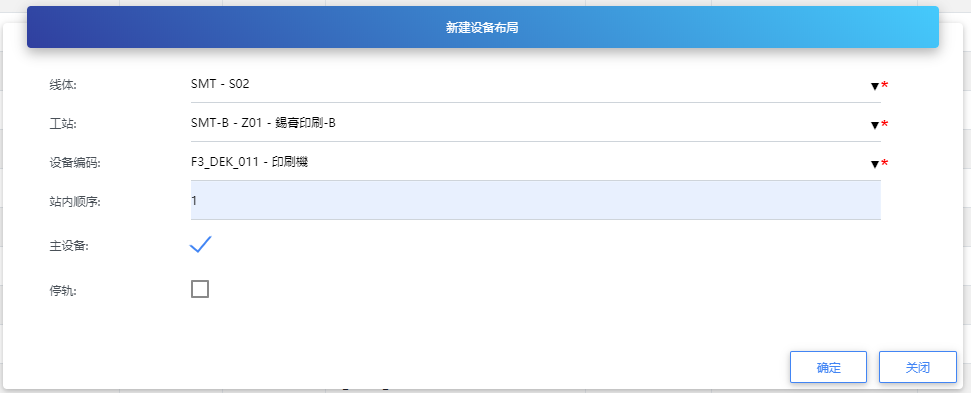 新建设备布局
线体: SMT - S02 ▼*
工站: SMT-B - Z01 - 錫膏印刷-B ▼*
设备编码: F3_DEK_011 - 印刷機 ▼*
站内顺序: 1
主设备:
停轨:
确定 关闭